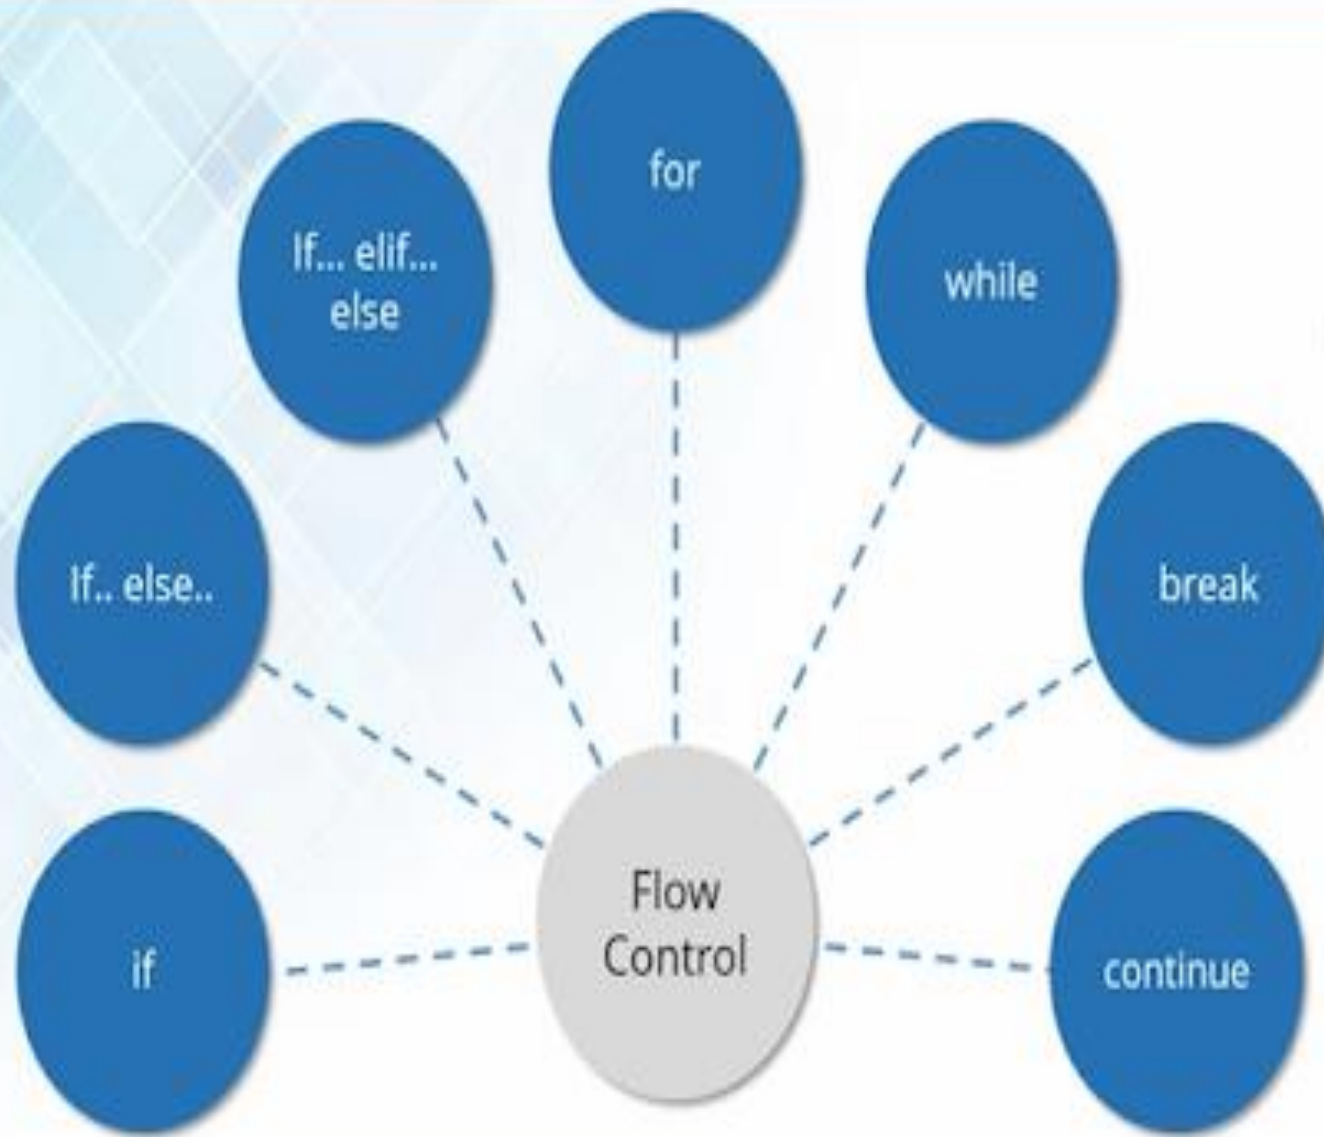 for
If... elif...
else
while
If.. else..
break
if
Flow
Control
continue